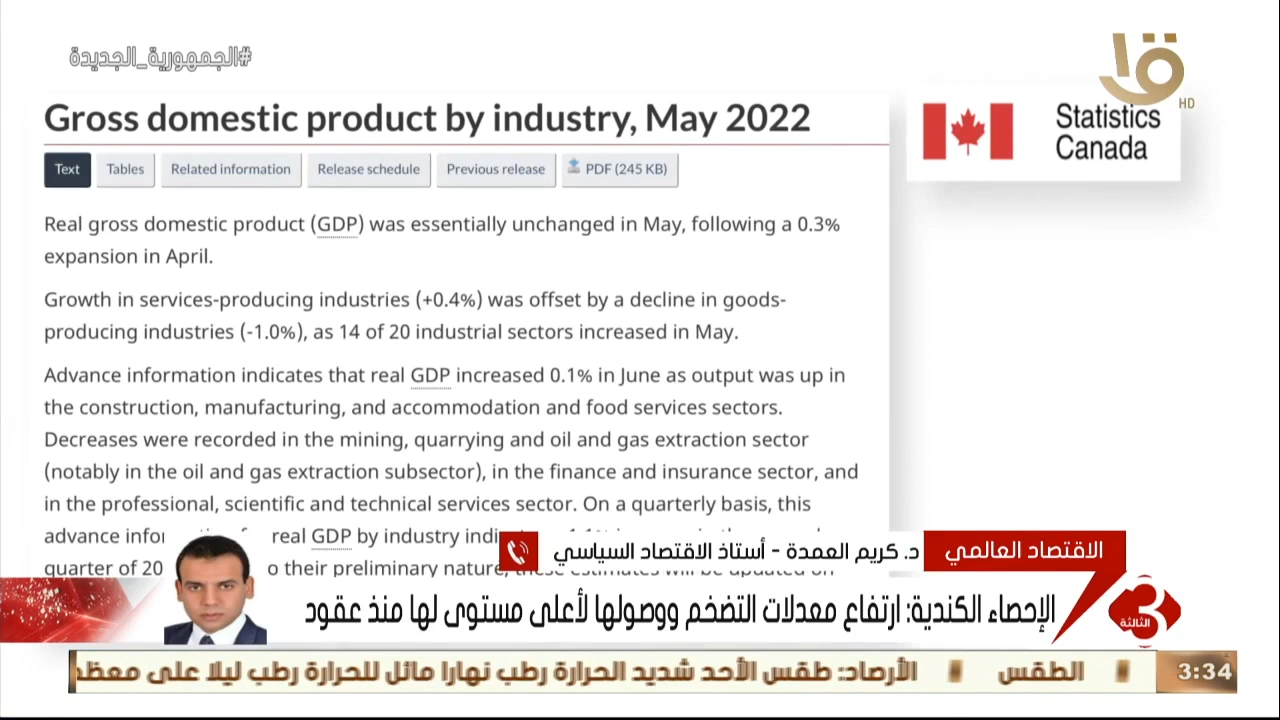 #الجمهورية_الجديدة
HD
Gross domestic product by industry, May 2022
Statistics
Canada
Text Tables Related information Release schedule Previous release PDF (245 KB)
Real gross domestic product (GDP) was essentially unchanged in May, following a 0.3%
expansion in April.
Growth in services-producing industries (+0.4%) was offset by a decline in goods-
producing industries (-1.0%), as 14 of 20 industrial sectors increased in May.
Advance information indicates that real GDP increased 0.1% in June as output was up in
the construction, manufacturing, and accommodation and food services sectors.
Decreases were recorded in the mining, quarrying and oil and gas extraction sector
(notably in the oil and gas extraction subsector), in the finance and insurance sector, and
in the professional, scientific and technical services sector. On a quarterly basis, this
advance real GDP by industry
quarter of 20 o their preliminary nature, these estimates will be updated on
الاقتصاد العالمي
د. كريم العمدة - أستاذ الاقتصاد السياسي
الإحصاء الكندية: ارتفاع معدلات التضخم ووصولها لأعلى مستوى لها منذ عقود
3 الثالثة
الطقس
الأرصاد: طقس الأحد شديد الحرارة رطب نهارا مائل للحرارة رطب ليلا على
3:34